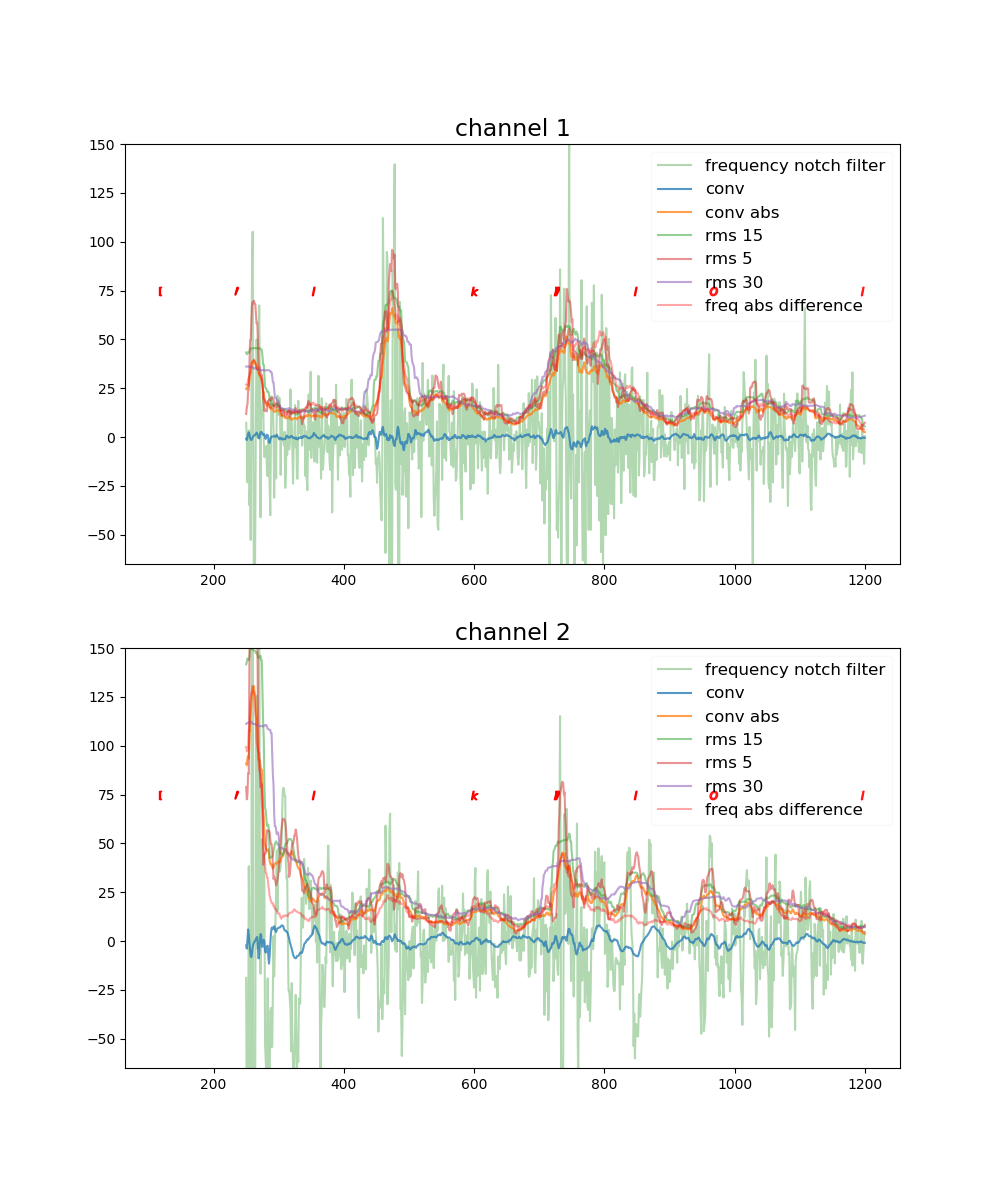 channel 1
150
125
100
75
50
25
0
−25
−50
k
frequency notch filter
conv
conv abs
rms 15
rms 5
rms 30
freq abs difference
200
400
600
800
1000
1200
channel 2
150
125
100
75
50
25
0
−25
−50
k
frequency notch filter
conv
conv abs
rms 15
rms 5
rms 30
freq abs difference
200
400
600
800
1000
1200